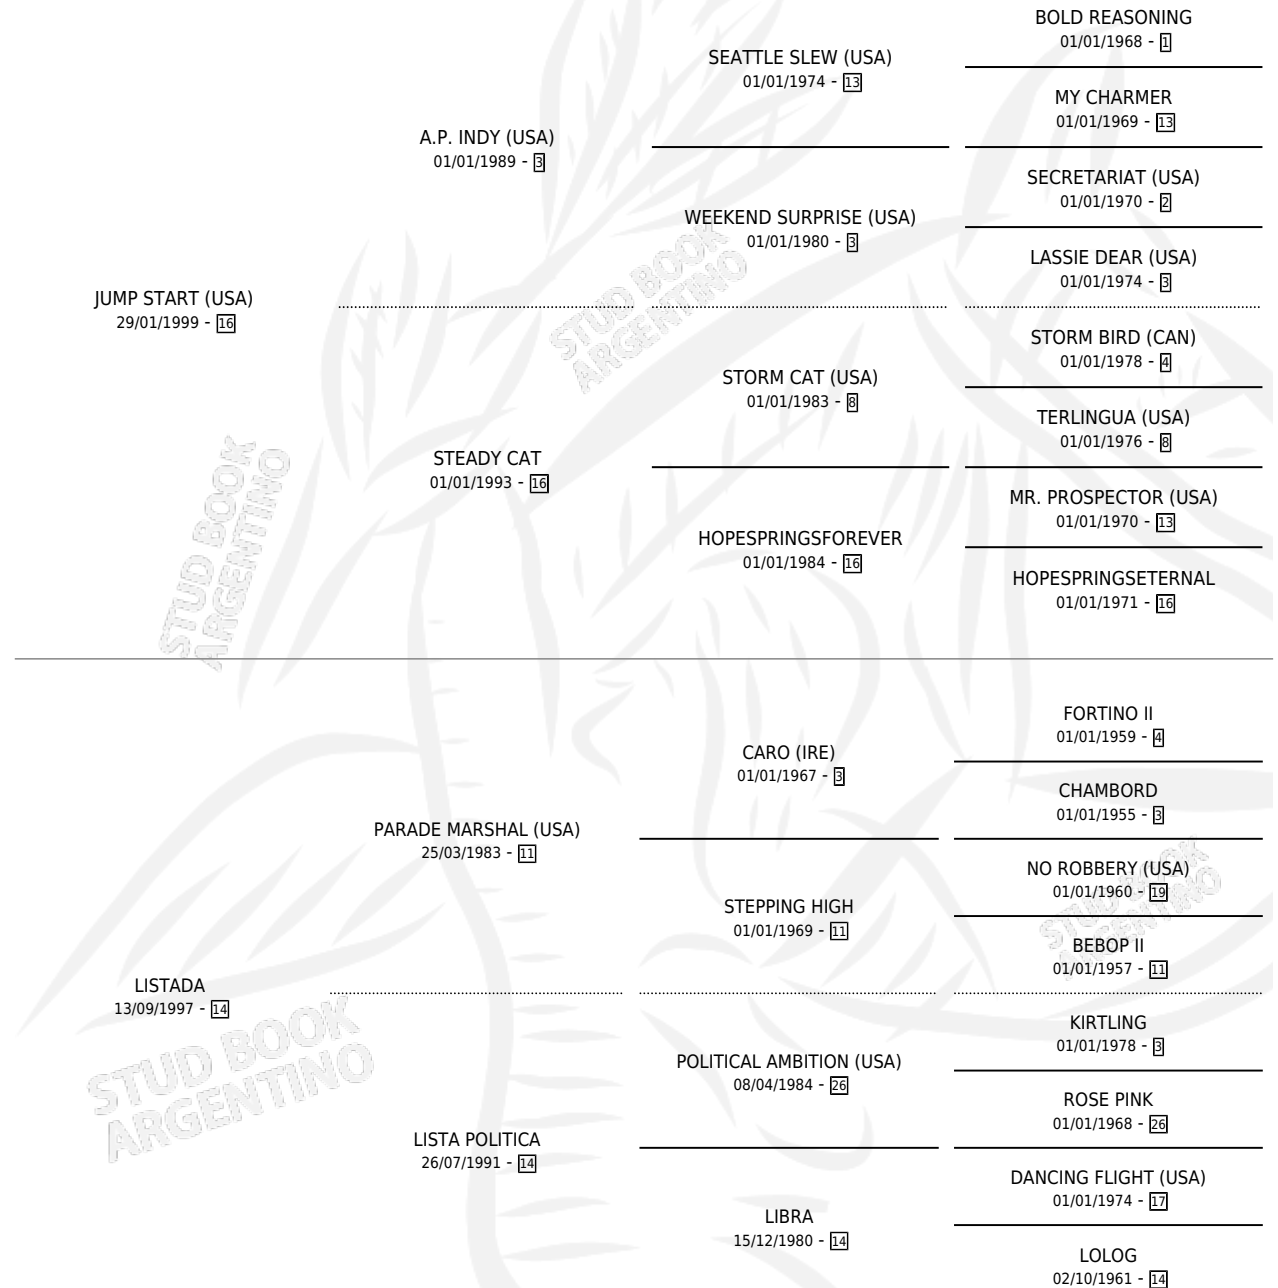 BOLD REASONING
01/01/1968 - 1
SEATTLE SLEW (USA)
01/01/1974 - 13
MY CHARMER
01/01/1969 - 13
A.P. INDY (USA)
01/01/1989 - 3
SECRETARIAT (USA)
01/01/1970 - 2
WEEKEND SURPRISE (USA)
01/01/1980 - 3
LASSIE DEAR (USA)
01/01/1974 - 3
JUMP START (USA)
29/01/1999 - 16
STORM BIRD (CAN)
01/01/1978 - 4
STORM CAT (USA)
01/01/1983 - 8
TERLINGUA (USA)
01/01/1976 - 8
STEADY CAT
01/01/1993 - 16
MR. PROSPECTOR (USA)
01/01/1970 - 13
HOPESPRINGSFOREVER
01/01/1984 - 16
HOPESPRINGSETERNAL
01/01/1971 - 16
FORTINO II
01/01/1959 - 4
CARO (IRE)
01/01/1967 - 3
CHAMBORD
01/01/1955 - 3
PARADE MARSHAL (USA)
25/03/1983 - 11
NO ROBBERY (USA)
01/01/1960 - 19
STEPPING HIGH
01/01/1969 - 11
BEBOP II
01/01/1957 - 11
LISTADA
13/09/1997 - 14
KIRTLING
01/01/1978 - 3
POLITICAL AMBITION (USA)
08/04/1984 - 26
ROSE PINK
01/01/1968 - 26
LISTA POLITICA
26/07/1991 - 14
DANCING FLIGHT (USA)
01/01/1974 - 17
LIBRA
15/12/1980 - 14
LOLOG
02/10/1961 - 14
STUD BOOK
ARGENTINO
STUD BOOK
ARGENTINO
STUD BOOK
ARGENTINO
STUD BOOK
ARGENTINO